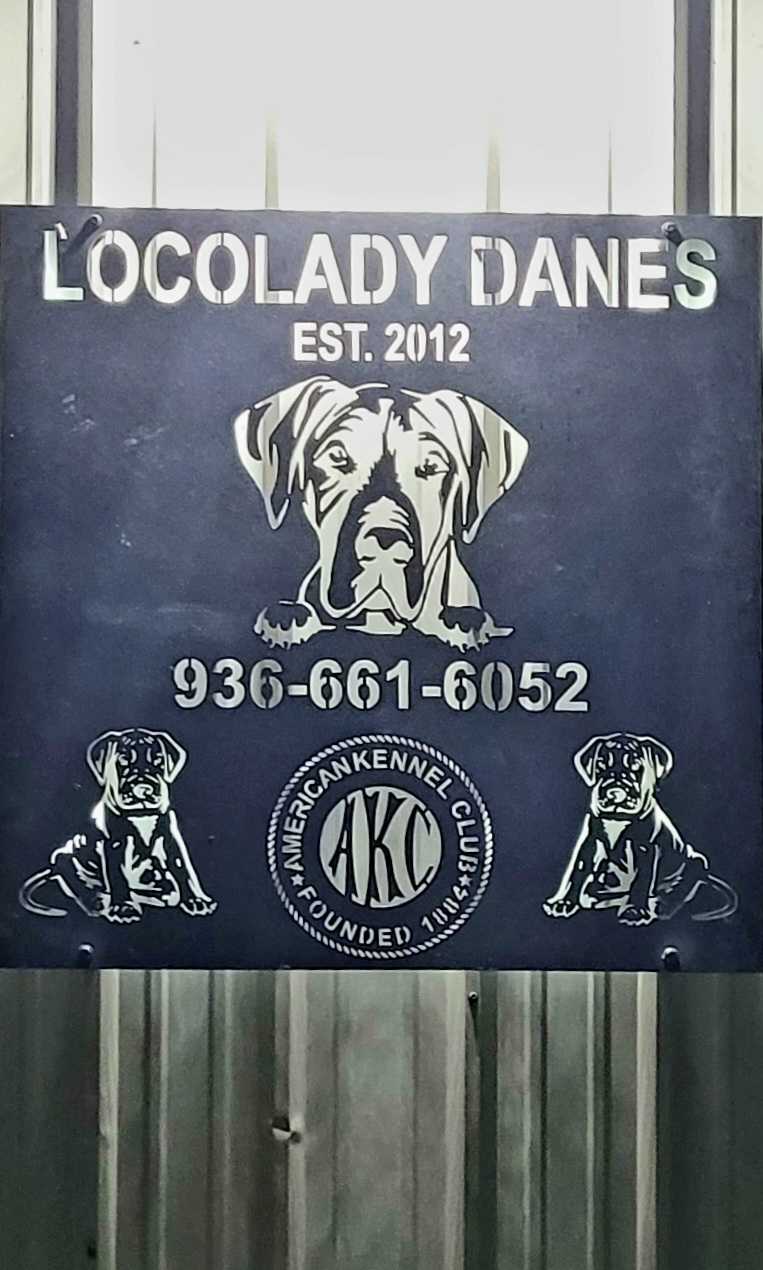 LOCOLADY DANES
EST. 2012
936-661-6052
AMERICAN KENNEL CLUB
AKC
★FOUNDED 1884★